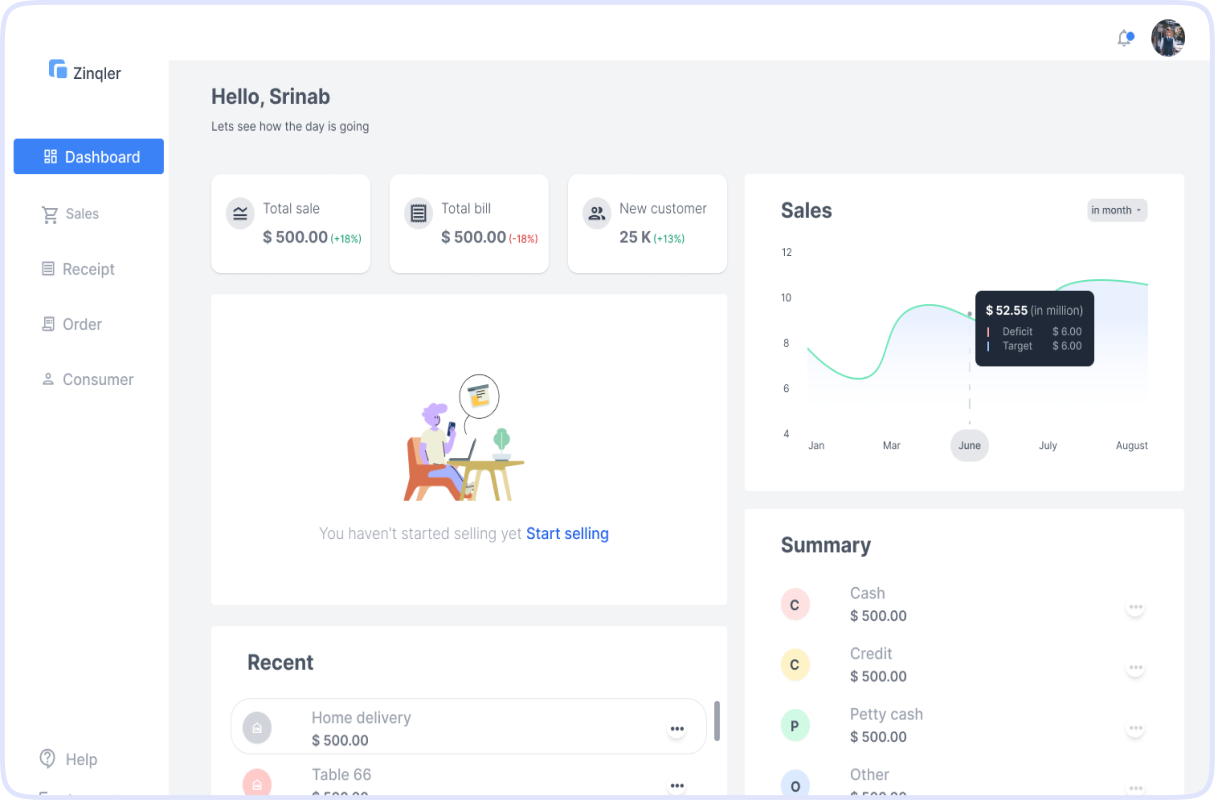 Zinqler
Dashboard
Sales
Receipt
Order
Consumer
Help
Hello, Srinab
Lets see how the day is going
Total sale
$ 500.00 (+18%)
Total bill
$ 500.00 (-18%)
New customer
25 K (+13%)
You haven't started selling yet Start selling
Recent
Home delivery
$ 500.00
Table 66
$ 500.00
Sales
in month
12
10
8
6
4
$ 52.55 (in million)
Deficit $ 6.00
Target $ 6.00
Jan Mar June July August
Summary
C
Cash
$ 500.00
C
Credit
$ 500.00
P
Petty cash
$ 500.00
O
Other
$ 500.00